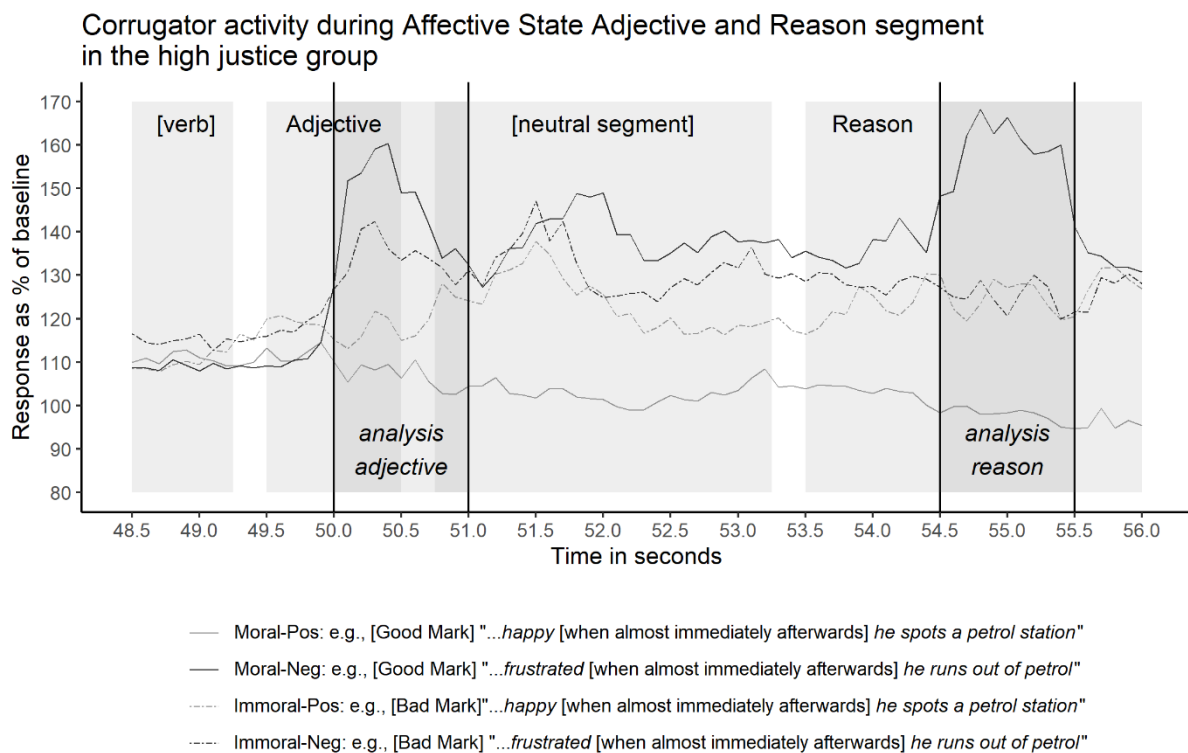 Corrugator activity during Affective State Adjective and Reason segment
in the high justice group
Response as % of baseline
170
160
150
140
130
120
110
100
90
80
[verb]
Adjective
[neutral segment]
Reason
analysis
adjective
analysis
reason
48.5 49.0 49.5 50.0 50.5 51.0 51.5 52.0 52.5 53.0 53.5 54.0 54.5 55.0 55.5 56.0
Time in seconds
Moral-Pos: e.g., [Good Mark] "...happy [when almost immediately afterwards] he spots a petrol station"
Moral-Neg: e.g., [Good Mark] "...frustrated [when almost immediately afterwards] he runs out of petrol"
Immoral-Pos: e.g., [Bad Mark]"...happy [when almost immediately afterwards] he spots a petrol station"
Immoral-Neg: e.g., [Bad Mark] "...frustrated [when almost immediately afterwards] he runs out of petrol"